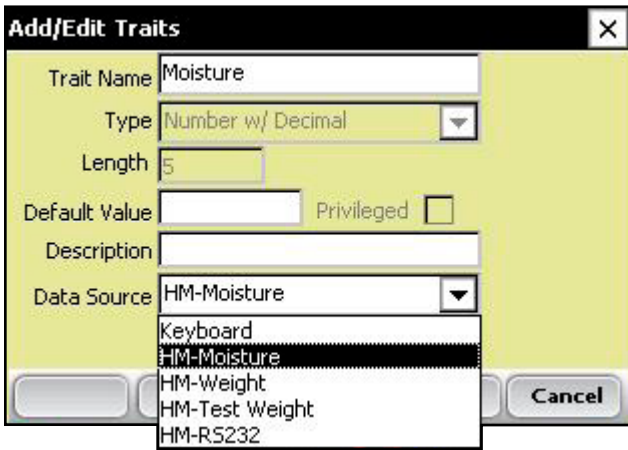 Add/Edit Traits
Trait Name Moisture
Type Number w/ Decimal
Length 5
Default Value Privileged
Description
Data Source HM-Moisture
Keyboard
HM-Moisture
HM-Weight
HM-Test Weight
HM-RS232
Cancel